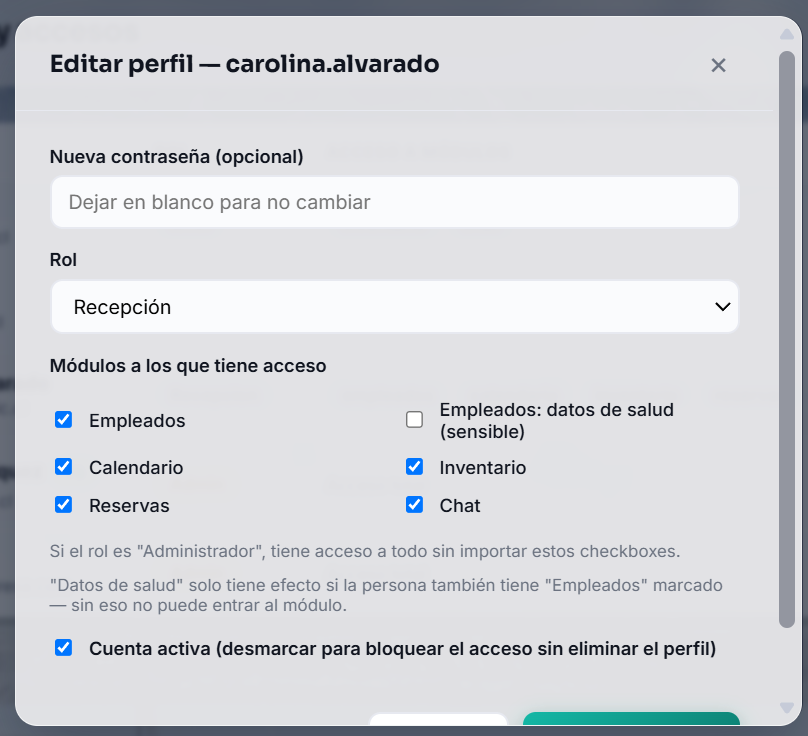 Editar perfil — carolina.alvarado
Nueva contraseña (opcional)
Dejar en blanco para no cambiar
Rol
Recepción
Módulos a los que tiene acceso
Empleados
Empleados: datos de salud
(sensible)
Calendario
Inventario
Reservas
Chat
Si el rol es "Administrador", tiene acceso a todo sin importar estos checkboxes.
"Datos de salud" solo tiene efecto si la persona también tiene "Empleados" marcado
— sin eso no puede entrar al módulo.
Cuenta activa (desmarcar para bloquear el acceso sin eliminar el perfil)